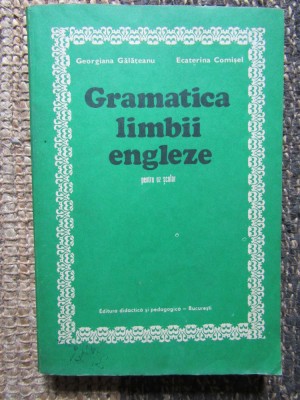 Georgiana Gălățeanu Ecaterina Comișel
Gramatica
limbii
engleze
pentru uz școlar
Editura didactică și pedagogică – București